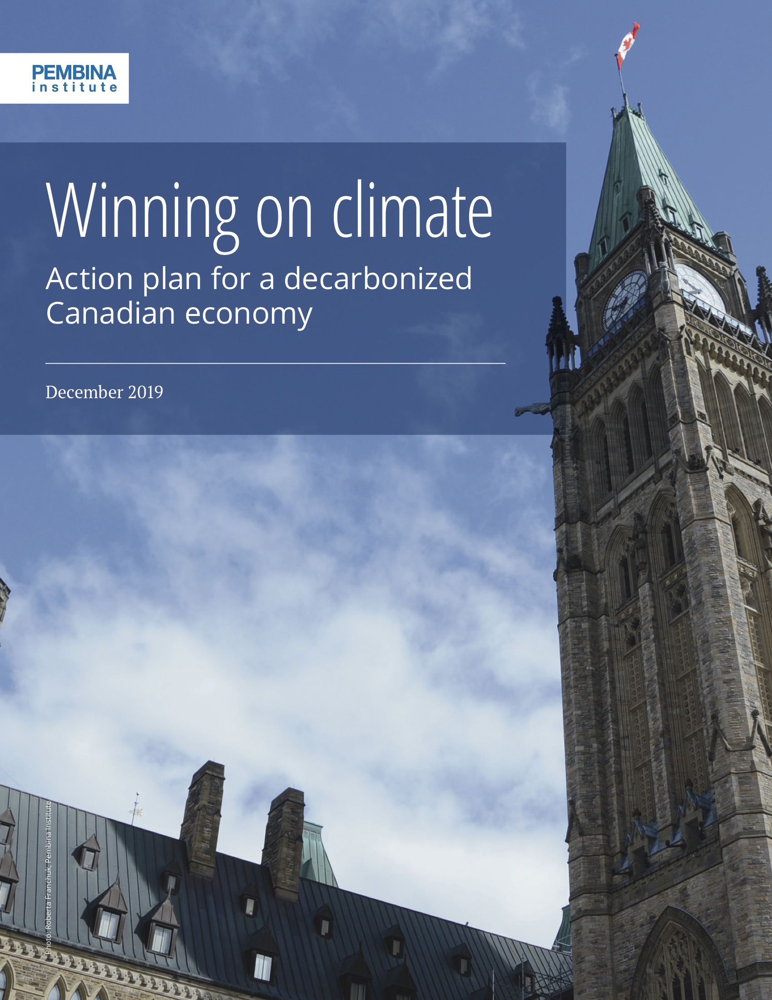 PEMBINA
institute
Winning on climate
Action plan for a decarbonized
Canadian economy
December 2019
Photo: Roberta Franchuk, Pembina Institute